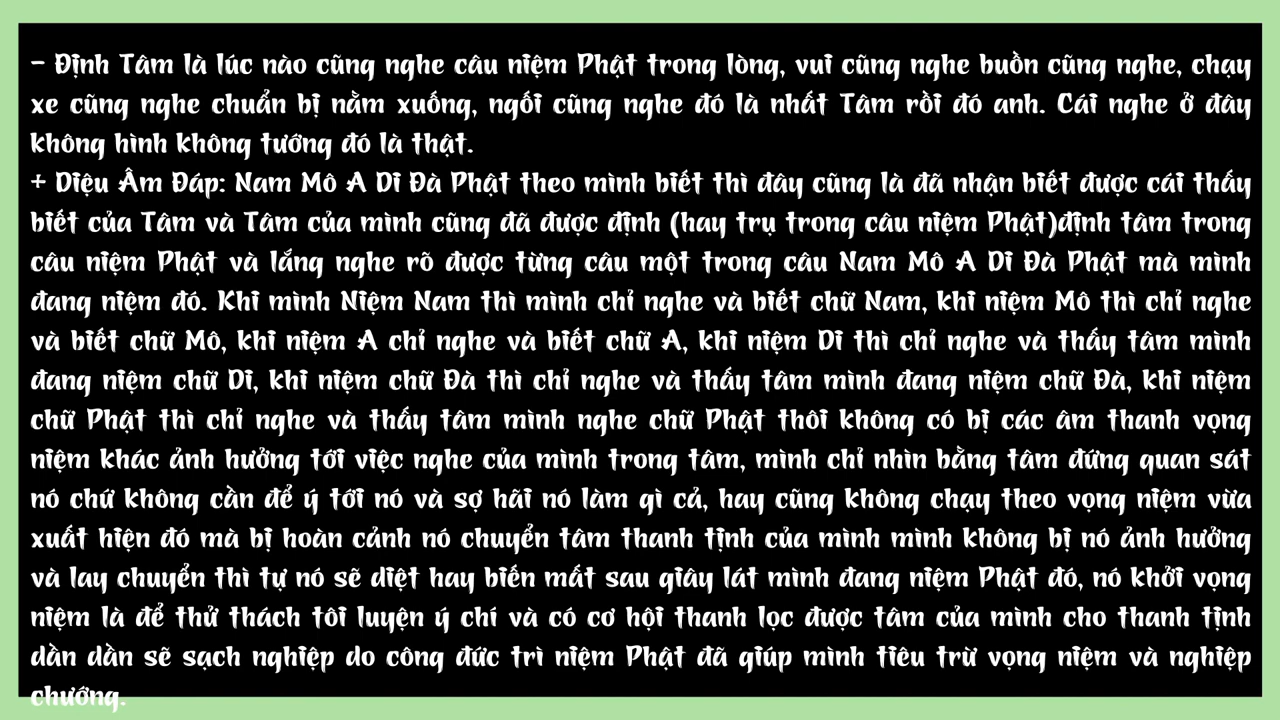 – Định Tâm là lúc nào cũng nghe câu niệm Phật trong lòng, vui cũng nghe buồn cũng nghe, chạy
xe cũng nghe chuẩn bị nằm xuống, ngối cũng nghe đó là nhất Tâm rồi đó anh. Cái nghe ở đây
không hình không tướng đó là thật.
+ Diệu Âm Đáp: Nam Mô A Di Đà Phật theo mình biết thì đây cũng là đã nhận biết được cái thấy
biết của Tâm và Tâm của mình cũng đã được định (hay trụ trong câu niệm Phật)định tâm trong
câu niệm Phật và lắng nghe rõ được từng câu một trong câu Nam Mô A Di Đà Phật mà mình
đang niệm đó. Khi mình Niệm Nam thì mình chỉ nghe và biết chữ Nam, khi niệm Mô thì chỉ nghe
và biết chữ Mô, khi niệm A chỉ nghe và biết chữ A, khi niệm Di thì chỉ nghe và thấy tâm mình
đang niệm chữ Di, khi niệm chữ Đà thì chỉ nghe và thấy tâm mình đang niệm chữ Đà, khi niệm
chữ Phật thì chỉ nghe và thấy tâm mình nghe chữ Phật thôi không có bị các âm thanh vọng
niệm khác ảnh hưởng tới việc nghe của mình trong tâm, mình chỉ nhìn bằng tâm đứng quan sát
nó chứ không cần để ý tới nó và sợ hãi nó làm gì cả, hay cũng không chạy theo vọng niệm vừa
xuất hiện đó mà bị hoàn cảnh nó chuyển tâm thanh tịnh của mình mình không bị nó ảnh hưởng
và lay chuyển thì tự nó sẽ diệt hay biến mất sau giây lát mình đang niệm Phật đó, nó khởi vọng
niệm là để thử thách tôi luyện ý chí và có cơ hội thanh lọc được tâm của mình cho thanh tịnh
dần dần sẽ sạch nghiệp do công đức trì niệm Phật đã giúp mình tiêu trừ vọng niệm và nghiệp
chướng.